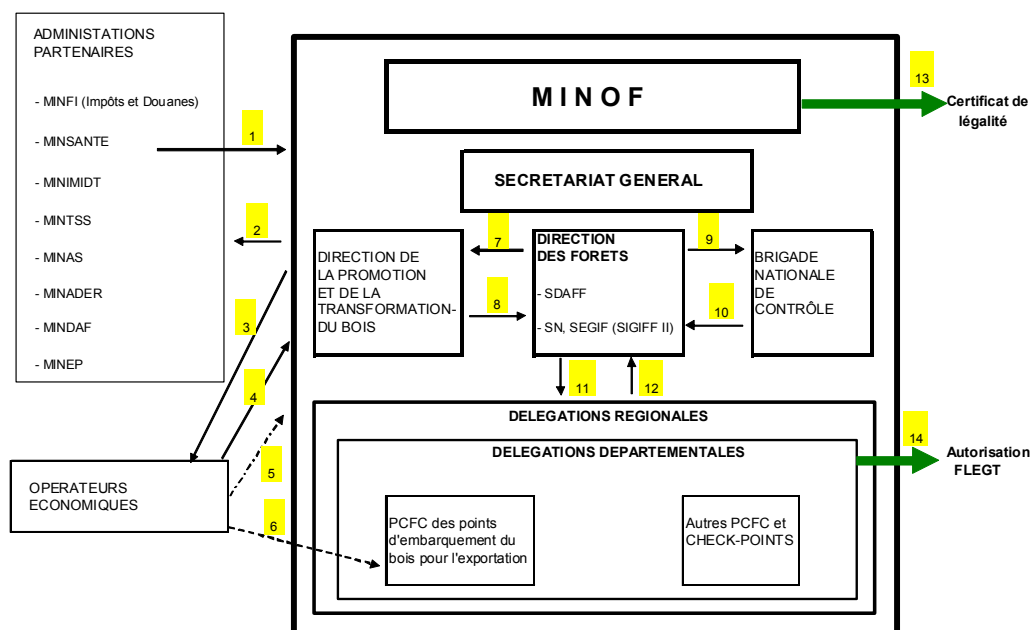 ADMINISTATIONS
PARTENAIRES
- MINFI (Impôts et Douanes)
- MINSANTE
- MINIMIDT
- MINTSS
- MINAS
- MINADER
- MINDAF
- MINEP
1
2
3
4
5
6
OPERATEURS
ECONOMIQUES
MINOF
13
Certificat de
légalité
SECRETARIAT GENERAL
DIRECTION DE
LA PROMOTION
ET DE LA
TRANSFORMATION-
DU BOIS
7
8
DIRECTION
DES FORETS
- SDAFF
- SN, SEGIF (SIGIFF II)
9
10
BRIGADE
NATIONALE
DE
CONTRÔLE
11
12
DELEGATIONS REGIONALES
DELEGATIONS DEPARTEMENTALES
14
Autorisation
FLEGT
PCFC des points
d'embarquement du
bois pour l'exportation
Autres PCFC et
CHECK-POINTS